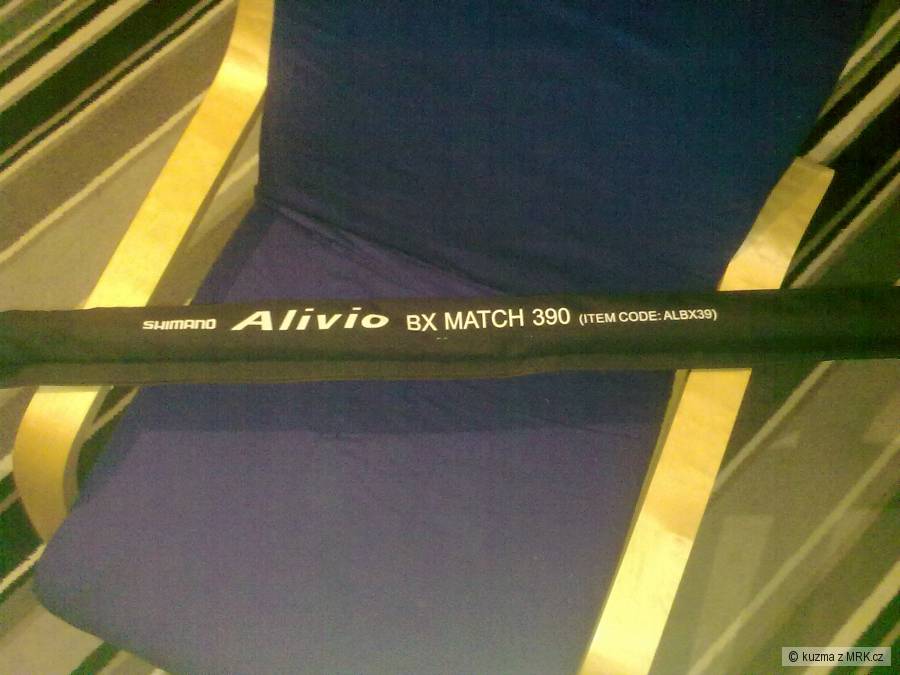 SHIMANO Alivio BX MATCH 390 (ITEM CODE: ALBX39)
© kuzma z MRK.cz